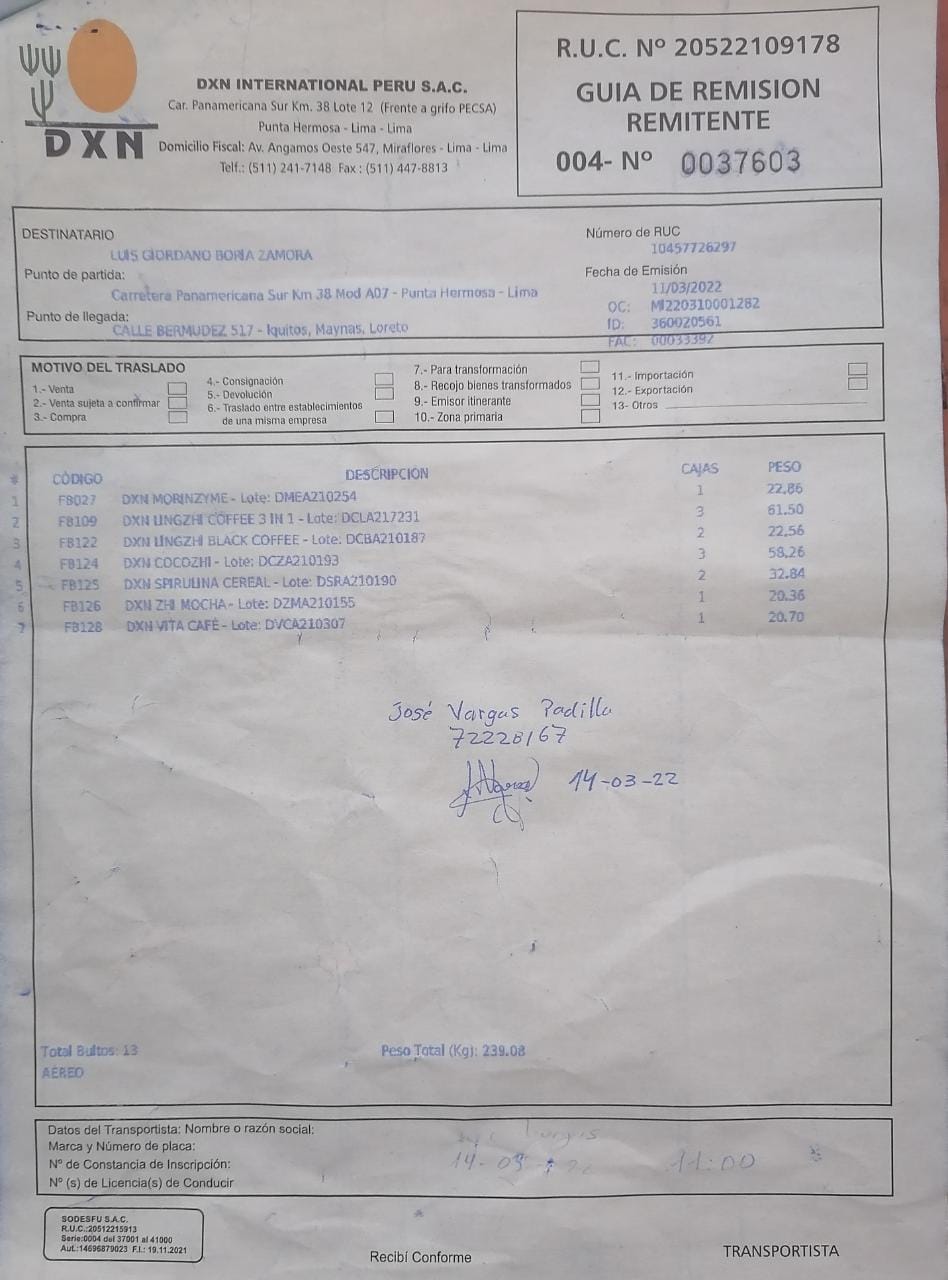 DXN
DXN INTERNATIONAL PERU S.A.C.
Car. Panamericana Sur Km. 38 Lote 12 (Frente a grifo PECSA)
Punta Hermosa - Lima - Lima
Domicilio Fiscal: Av. Angamos Oeste 547, Miraflores - Lima - Lima
Telf.: (511) 241-7148 Fax : (511) 447-8813
R.U.C. Nº 20522109178
GUIA DE REMISION
REMITENTE
004- Nº 0037603
DESTINATARIO
LUIS GIORDANO BORJA ZAMORA
Punto de partida:
Carretera Panamericana Sur Km 38 Mod A07 - Punta Hermosa - Lima
Punto de llegada:
CALLE BERMUDEZ 517 - Iquitos, Maynas, Loreto
Número de RUC
10457726297
Fecha de Emisión
11/03/2022
OC: MI220310001282
ID: 360020561
FAC: 00033392
MOTIVO DEL TRASLADO
1.- Venta
2.- Venta sujeta a confirmar
3.- Compra
4.- Consignación
5.- Devolución
6.- Traslado entre establecimientos
de una misma empresa
7.- Para transformación
8.- Recojo bienes transformados
9.- Emisor itinerante
10.- Zona primaria
11.- Importación
12.- Exportación
13- Otros
# CÓDIGO DESCRIPCION CAJAS PESO
1 FB027 DXN MORINZYME - Lote: DMEA210254 1 22.86
2 FB109 DXN LINGZHI COFFEE 3 IN 1 - Lote: DCLA217231 3 61.50
3 FB122 DXN LINGZHI BLACK COFFEE - Lote: DCBA210187 2 22.56
4 FB124 DXN COCOZHI - Lote: DCZA210193 3 58.26
5 FB125 DXN SPIRULINA CEREAL - Lote: DSRA210190 2 32.84
6 FB126 DXN ZHI MOCHA - Lote: DZMA210155 1 20.36
7 FB128 DXN VITA CAFÉ - Lote: DVCA210307 1 20.70
José Vargas Padilla
72228167
14-03-22
Total Bultos: 13 Peso Total (Kg): 239.08
AÉREO
Datos del Transportista: Nombre o razón social:
Marca y Número de placa:
Nº de Constancia de Inscripción: 11:00
Nº (s) de Licencia(s) de Conducir
SODESFU S.A.C.
R.U.C.:20512215913
Serie:0004 del 37001 al 41000
Aut.:14696879023 F.I.: 19.11.2021
Recibí Conforme
TRANSPORTISTA